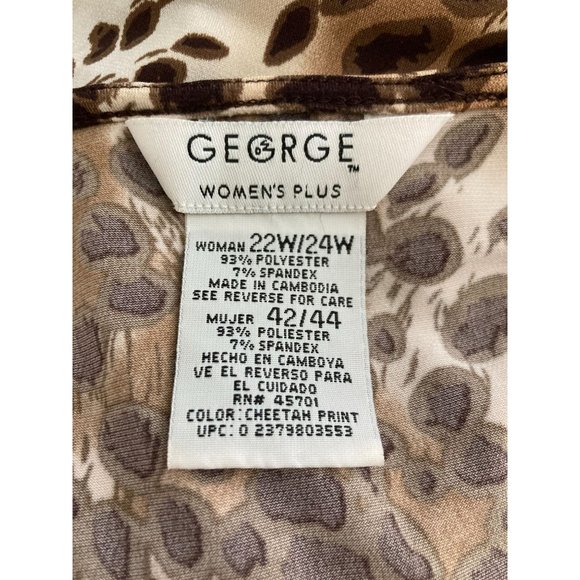 GEORGE™
WOMEN'S PLUS
WOMAN 22W/24W
93% POLYESTER
7% SPANDEX
MADE IN CAMBODIA
SEE REVERSE FOR CARE
MUJER 42/44
93% POLIESTER
7% SPANDEX
HECHO EN CAMBOYA
VE EL REVERSO PARA
EL CUIDADO
RN# 45701
COLOR:CHEETAH PRINT
UPC: 0 2379803553